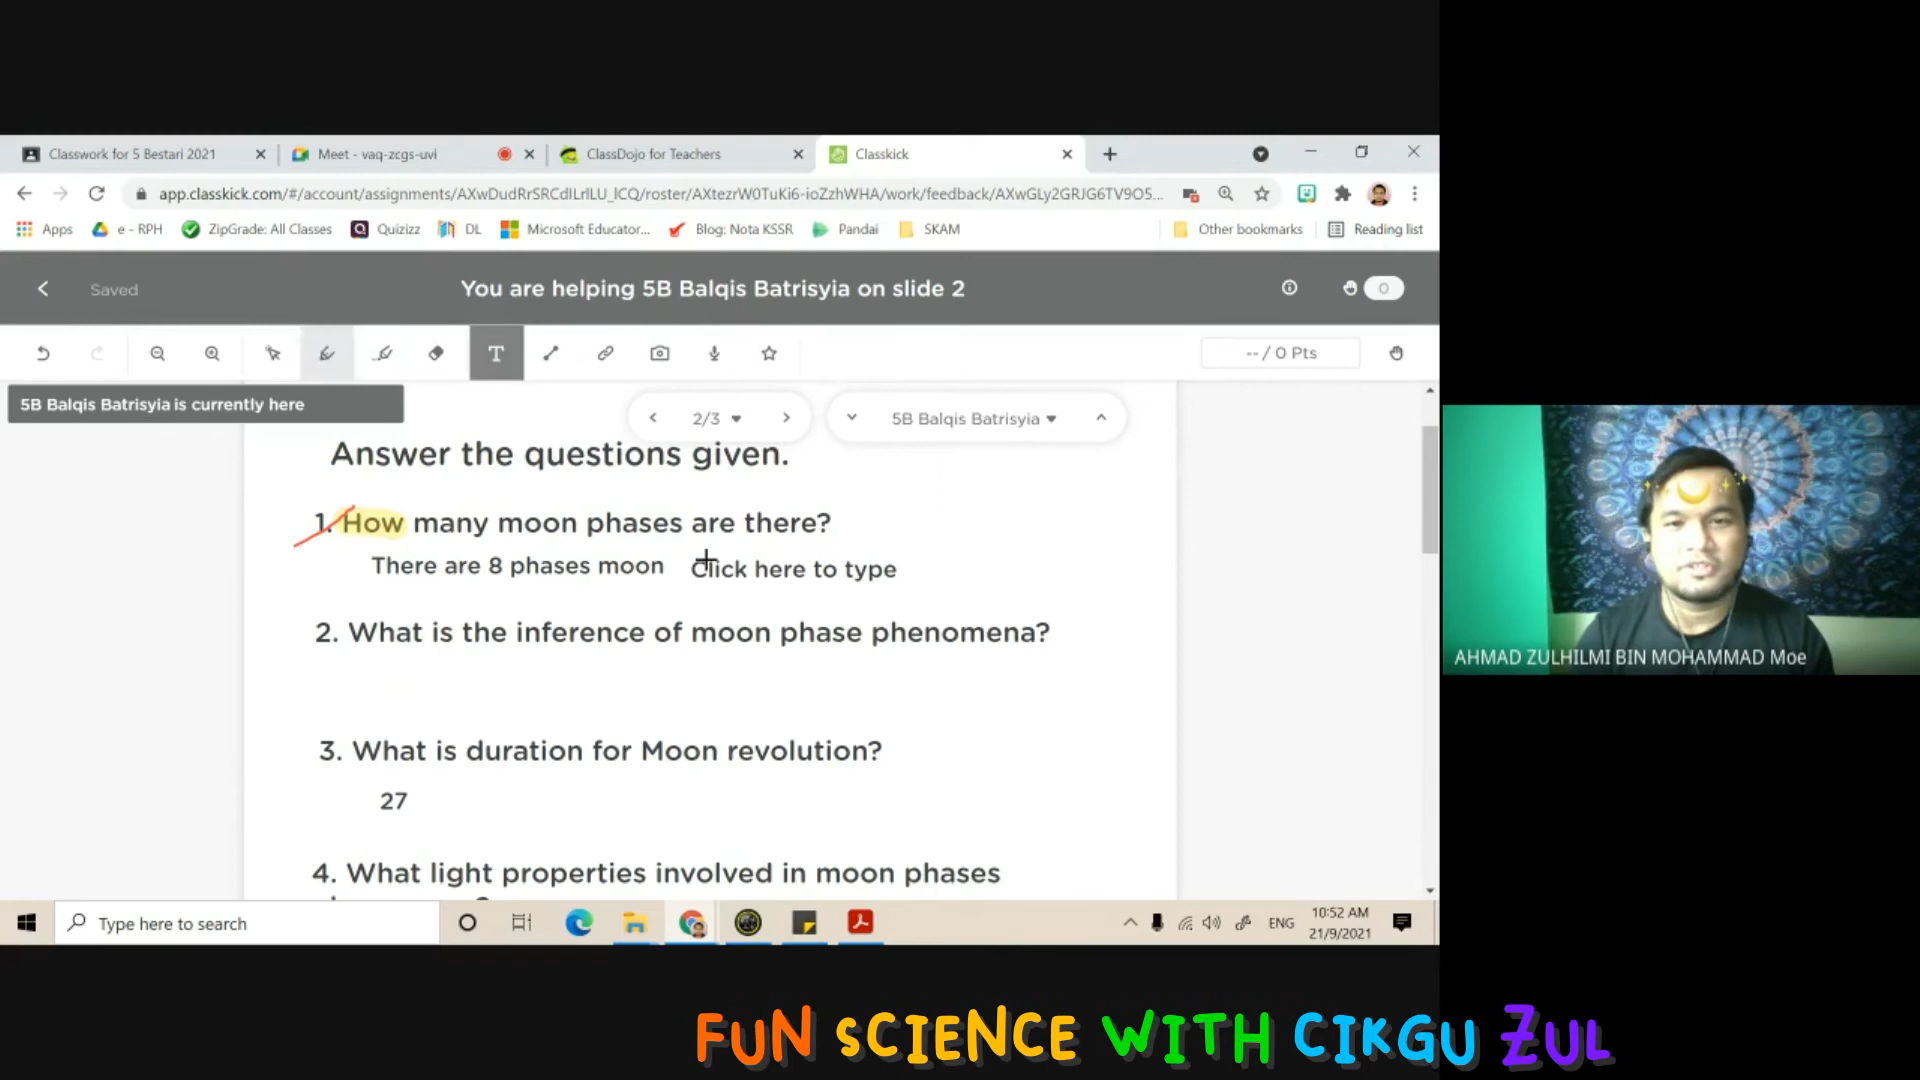 Classwork for 5 Bestari 2021
Meet - vaq-zcgs-uvi
ClassDojo for Teachers
Classkick
app.classkick.com/#/account/assignments/AXwDudRrSRCdlLrlLU_lCQ/roster/AXtezrW0TuKi6-ioZzhWHA/work/feedback/AXwGLy2GRJG6TV9O5...
Apps
e - RPH
ZipGrade: All Classes
Quizizz
DL
Microsoft Educator...
Blog: Nota KSSR
Pandai
SKAM
Other bookmarks
Reading list
Saved
You are helping 5B Balqis Batrisyia on slide 2
0
T
-- / 0 Pts
5B Balqis Batrisyia is currently here
2/3
5B Balqis Batrisyia
Answer the questions given.
1. How many moon phases are there?
There are 8 phases moon
Click here to type
2. What is the inference of moon phase phenomena?
3. What is duration for Moon revolution?
27
4. What light properties involved in moon phases
AHMAD ZULHILMI BIN MOHAMMAD Moe
Type here to search
ENG
10:52 AM
21/9/2021
FUN SCIENCE WITH CIKGU ZUL